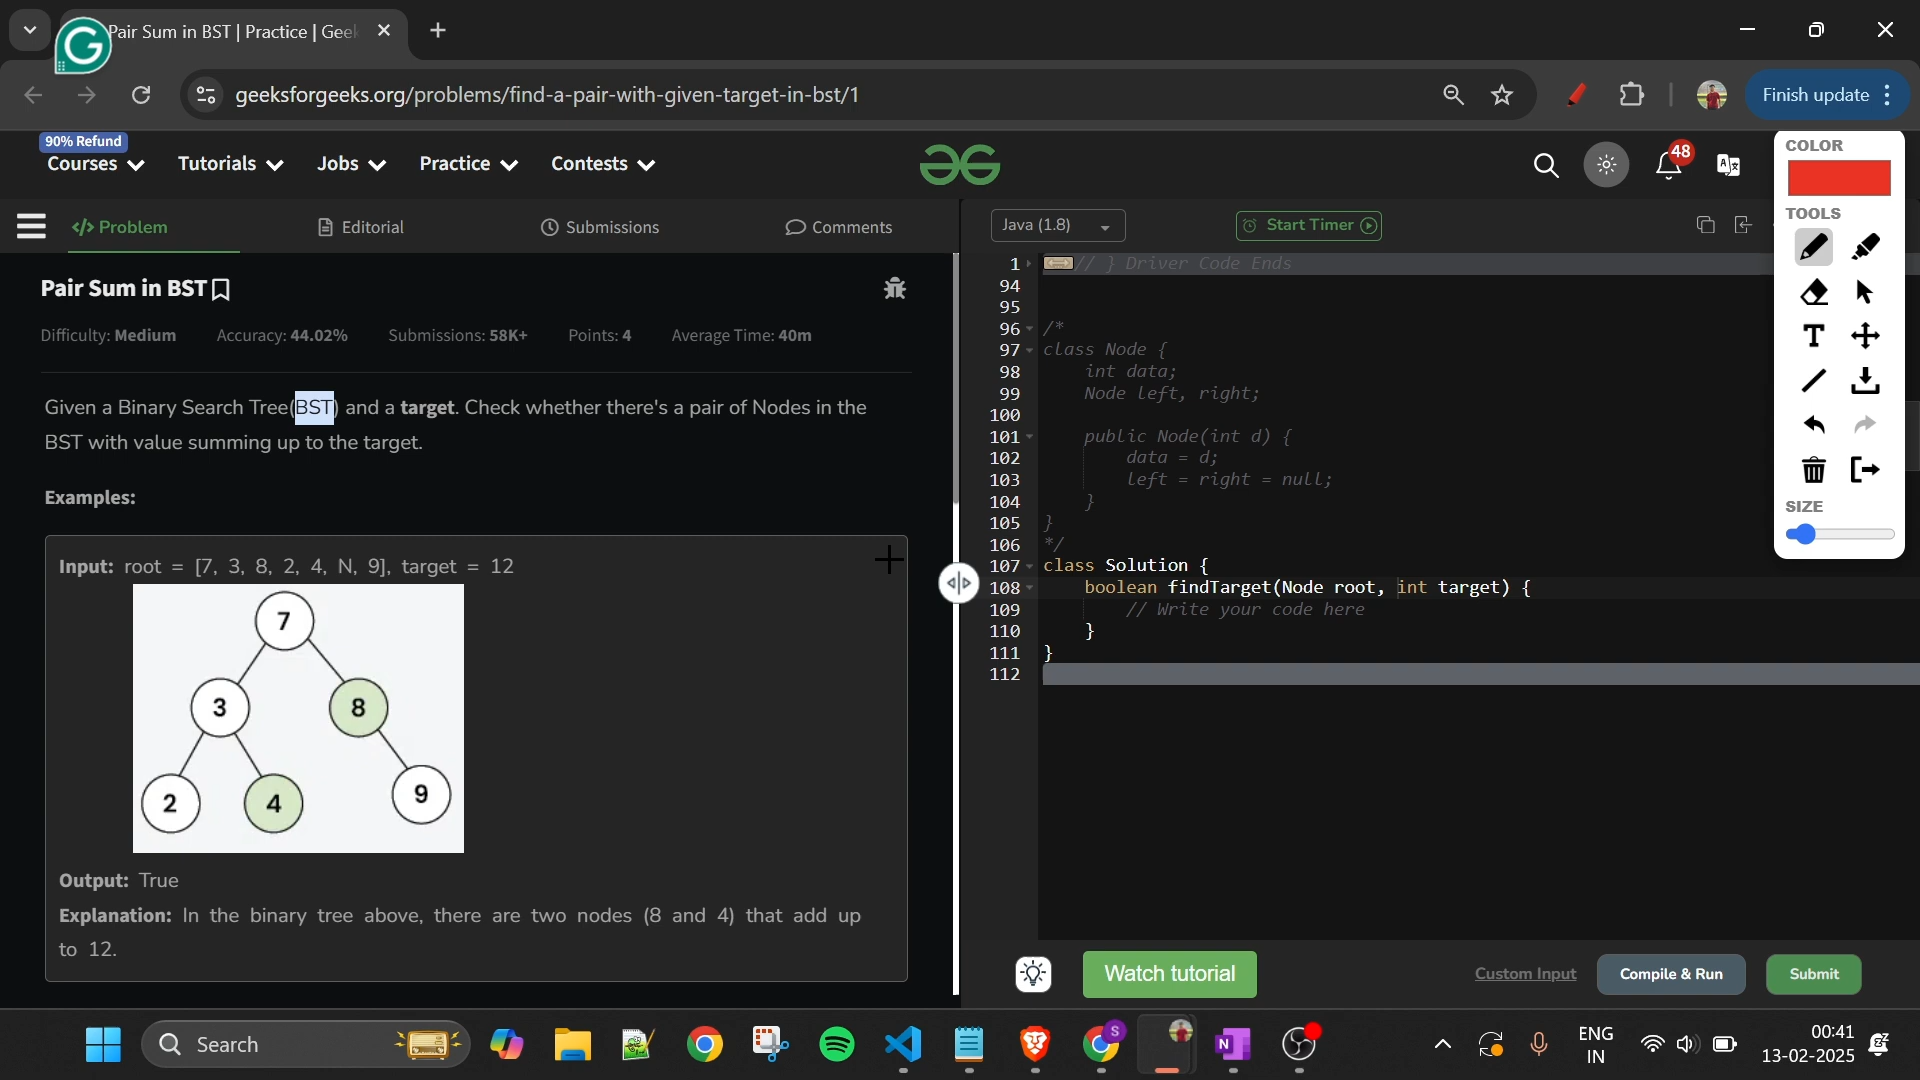 Pair Sum in BST | Practice | Geek
geeksforgeeks.org/problems/find-a-pair-with-given-target-in-bst/1
Finish update
90% Refund
Courses
Tutorials
Jobs
Practice
Contests
48
COLOR
TOOLS
SIZE
</> Problem
Editorial
Submissions
Comments
Java (1.8)
Start Timer
Pair Sum in BST
Difficulty: Medium Accuracy: 44.02% Submissions: 58K+ Points: 4 Average Time: 40m
Given a Binary Search Tree(BST) and a target. Check whether there's a pair of Nodes in the
BST with value summing up to the target.
Examples:
Input: root = [7, 3, 8, 2, 4, N, 9], target = 12
7
3 8
2 4 9
Output: True
Explanation: In the binary tree above, there are two nodes (8 and 4) that add up
to 12.
1 // } Driver Code Ends
94
95
96 /*
97 class Node {
98 int data;
99 Node left, right;
100
101 public Node(int d) {
102 data = d;
103 left = right = null;
104 }
105 }
106 */
107 class Solution {
108 boolean findTarget(Node root, int target) {
109 // Write your code here
110 }
111 }
112
Watch tutorial
Custom Input
Compile & Run
Submit
Search
ENG
IN
00:41
13-02-2025